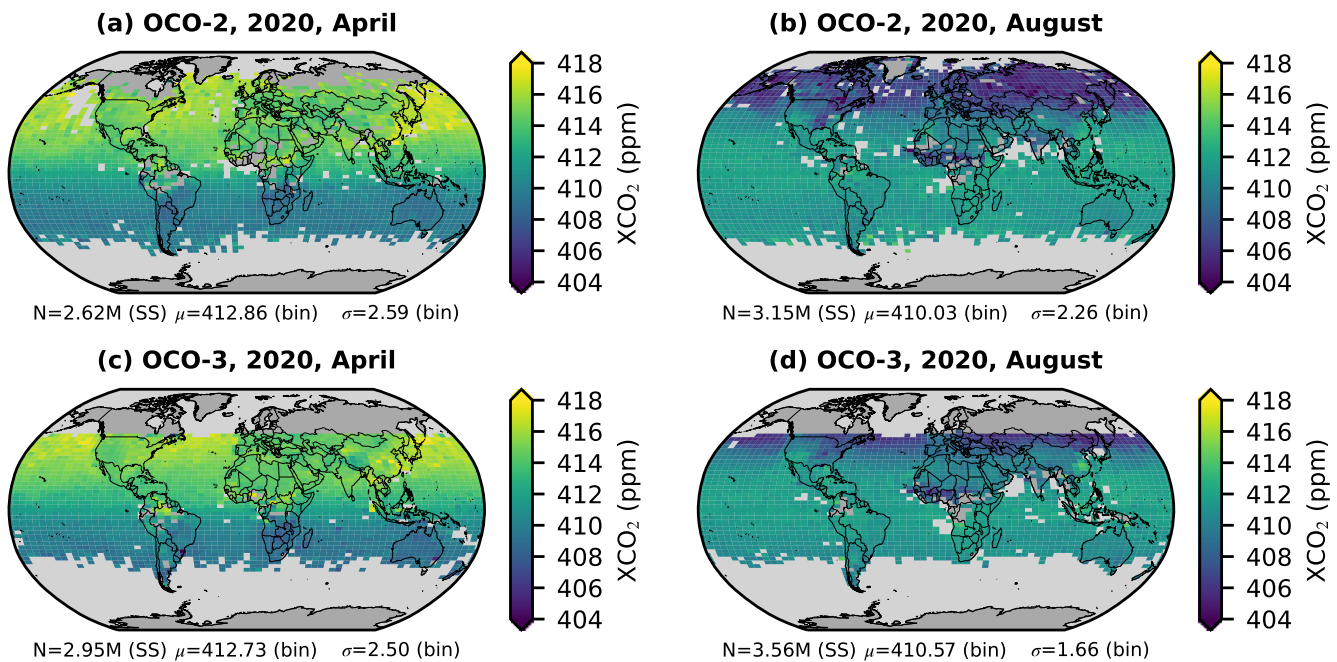 (a) OCO-2, 2020, April
418
416
414
412
410
408
406
404
XCO₂ (ppm)
N=2.62M (SS) μ=412.86 (bin) σ=2.59 (bin)
(b) OCO-2, 2020, August
418
416
414
412
410
408
406
404
XCO₂ (ppm)
N=3.15M (SS) μ=410.03 (bin) σ=2.26 (bin)
(c) OCO-3, 2020, April
418
416
414
412
410
408
406
404
XCO₂ (ppm)
N=2.95M (SS) μ=412.73 (bin) σ=2.50 (bin)
(d) OCO-3, 2020, August
418
416
414
412
410
408
406
404
XCO₂ (ppm)
N=3.56M (SS) μ=410.57 (bin) σ=1.66 (bin)